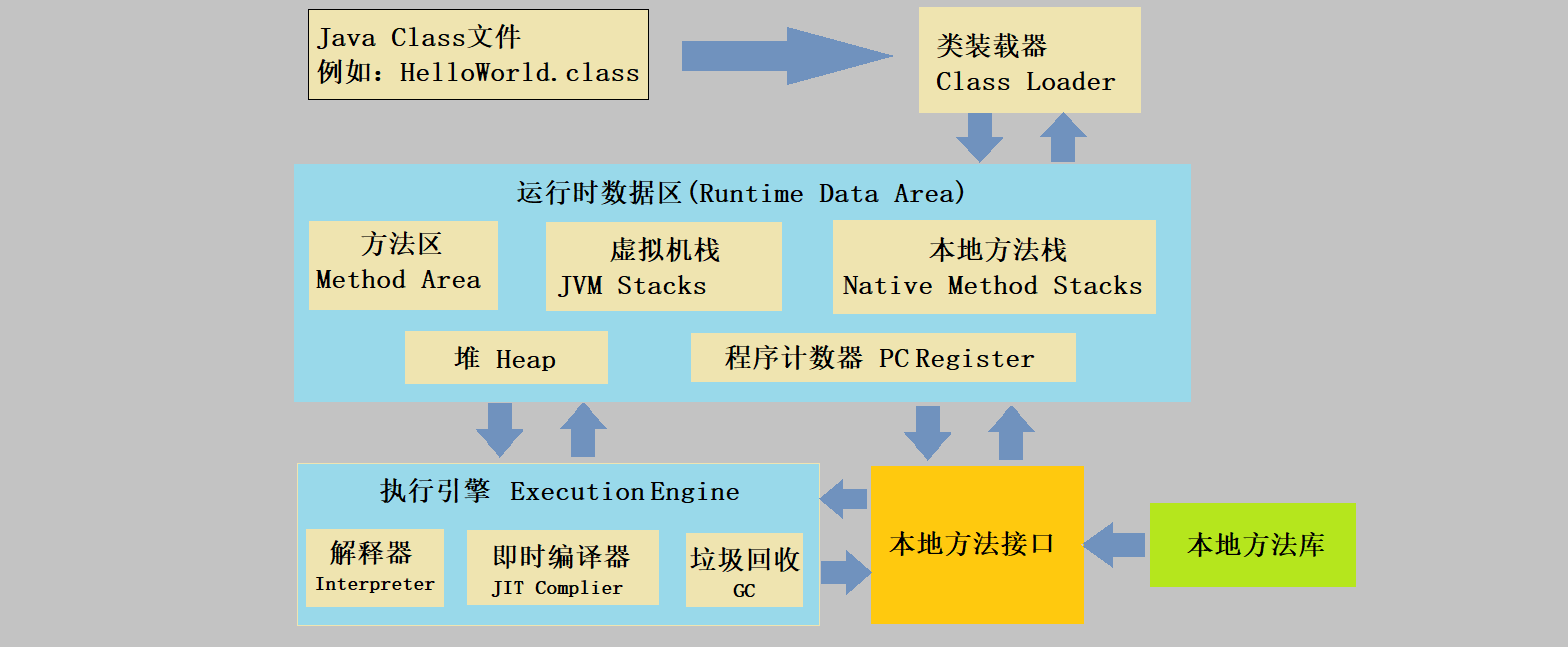 Java Class文件
例如：HelloWorld.class
类装载器
Class Loader
运行时数据区(Runtime Data Area)
方法区
Method Area
虚拟机栈
JVM Stacks
本地方法栈
Native Method Stacks
堆 Heap
程序计数器 PC Register
执行引擎 Execution Engine
解释器
Interpreter
即时编译器
JIT Complier
垃圾回收
GC
本地方法接口
本地方法库